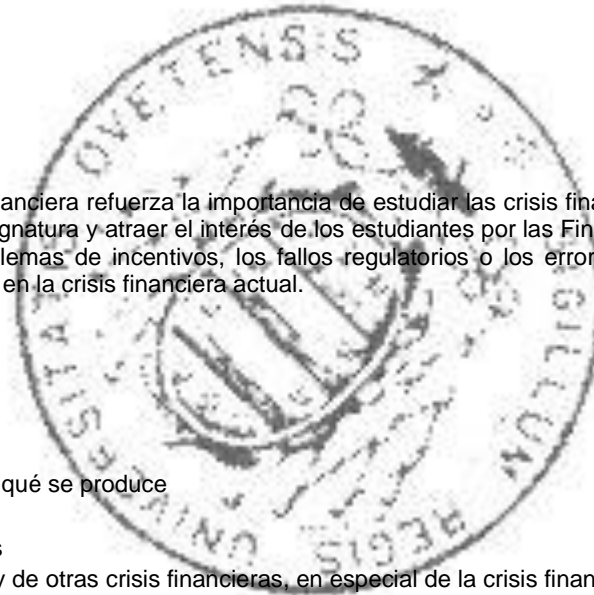 anciera refuerza la importancia de estudiar las crisis fina
gnatura y atraer el interés de los estudiantes por las Fin
lemas de incentivos, los fallos regulatorios o los error
en la crisis financiera actual.
qué se produce
s
y de otras crisis financieras, en especial de la crisis finan
REGIS UNIVERSITATIS OVETENSIS SIGILLUM